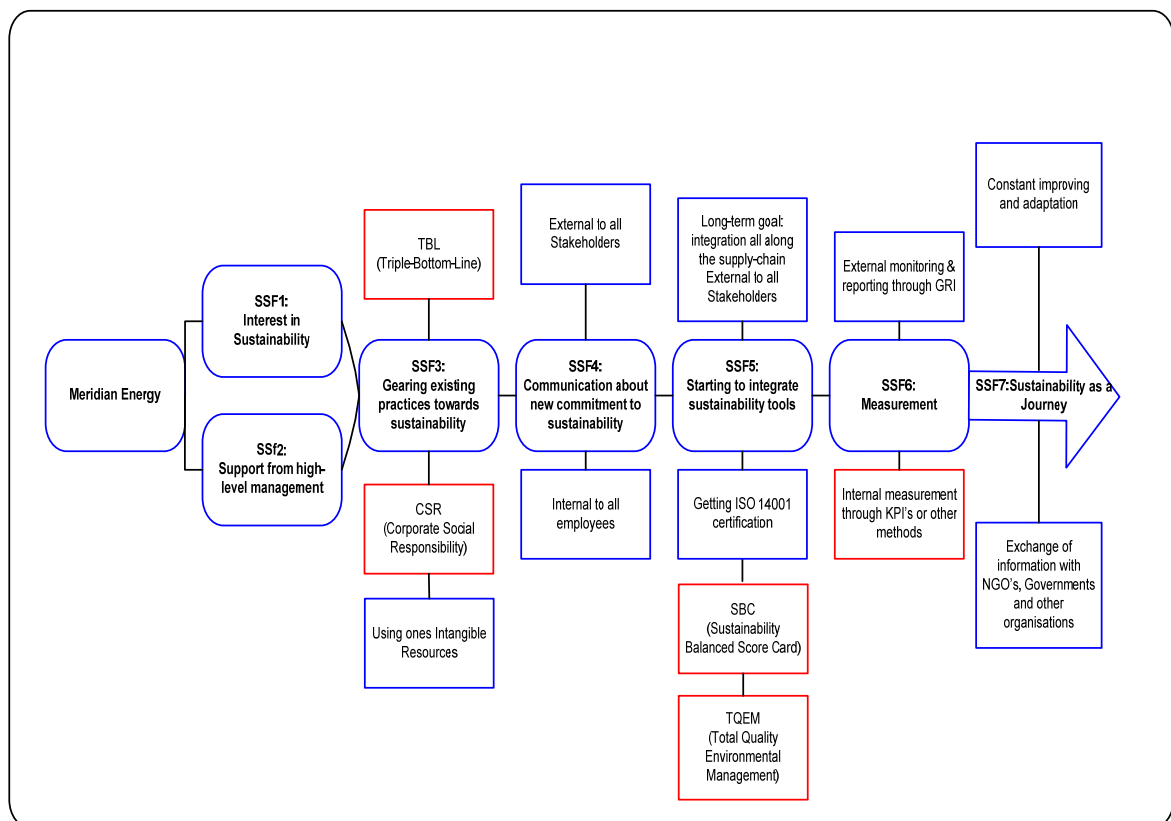 Meridian Energy
SSF1:
Interest in
Sustainability
SSf2:
Support from high-
level management
TBL
(Triple-Bottom-Line)
SSF3:
Gearing existing
practices towards
sustainability
CSR
(Corporate Social
Responsibility)
Using ones Intangible
Resources
External to all
Stakeholders
SSF4:
Communication about
new commitment to
sustainability
Internal to all
employees
Long-term goal:
integration all along
the supply-chain
External to all
Stakeholders
SSF5:
Starting to integrate
sustainability tools
Getting ISO 14001
certification
SBC
(Sustainability
Balanced Score Card)
TQEM
(Total Quality
Environmental
Management)
External monitoring &
reporting through GRI
SSF6:
Measurement
Internal measurement
through KPI's or other
methods
Constant improving
and adaptation
SSF7:Sustainability as a
Journey
Exchange of
information with
NGO's, Governments
and other
organisations